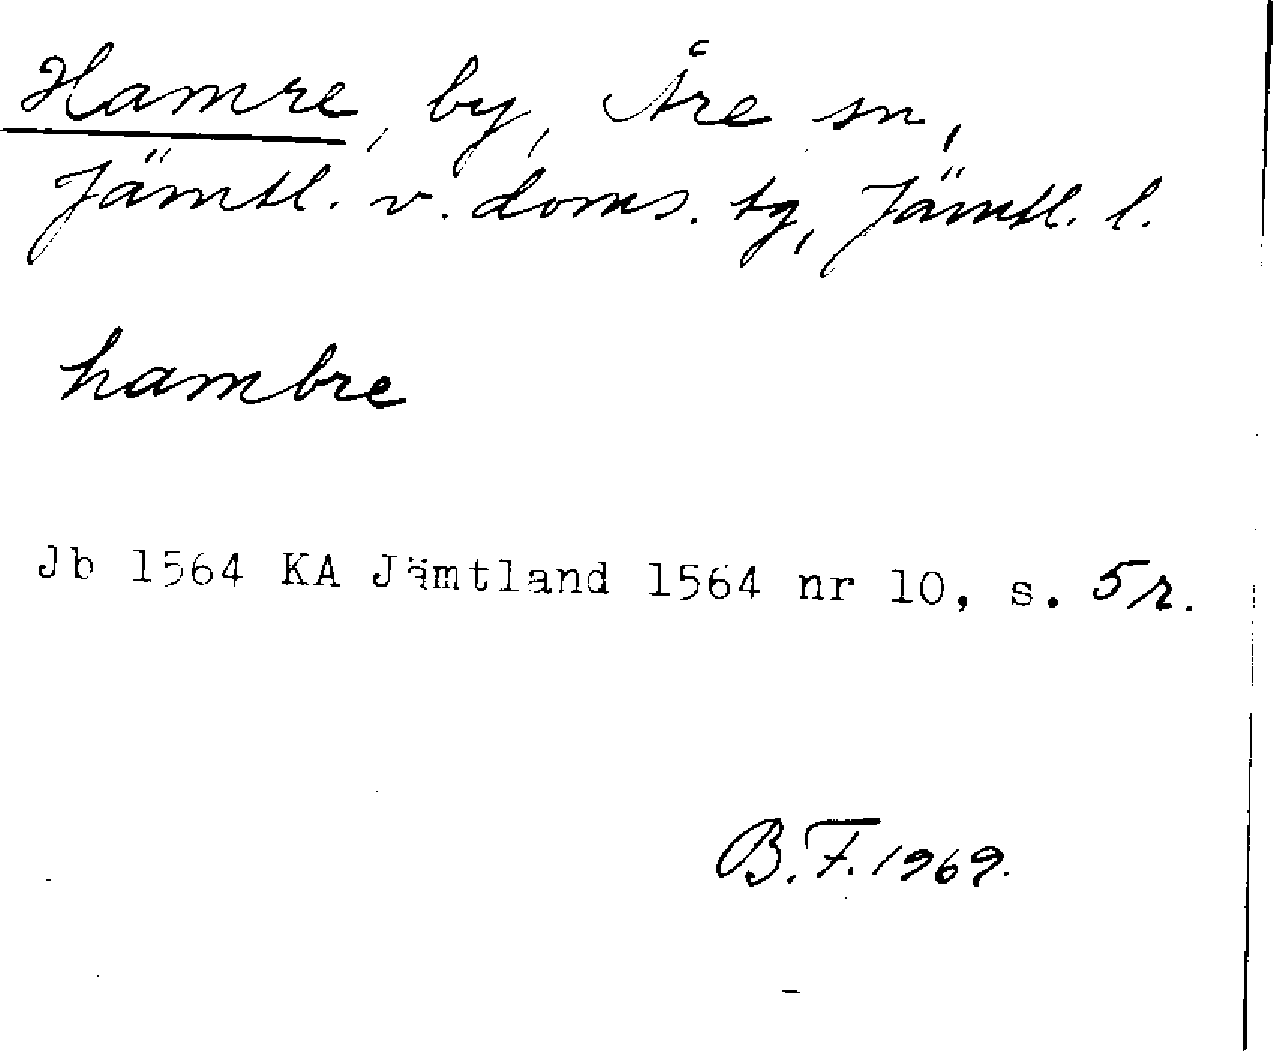 Hamre, by, Åre sn,
Jämtl. v. doms. tg, Jämtl. l.
hambre
Jb 1564 KA Jämtland 1564 nr 10, s. 5r.
B.F. 1969.